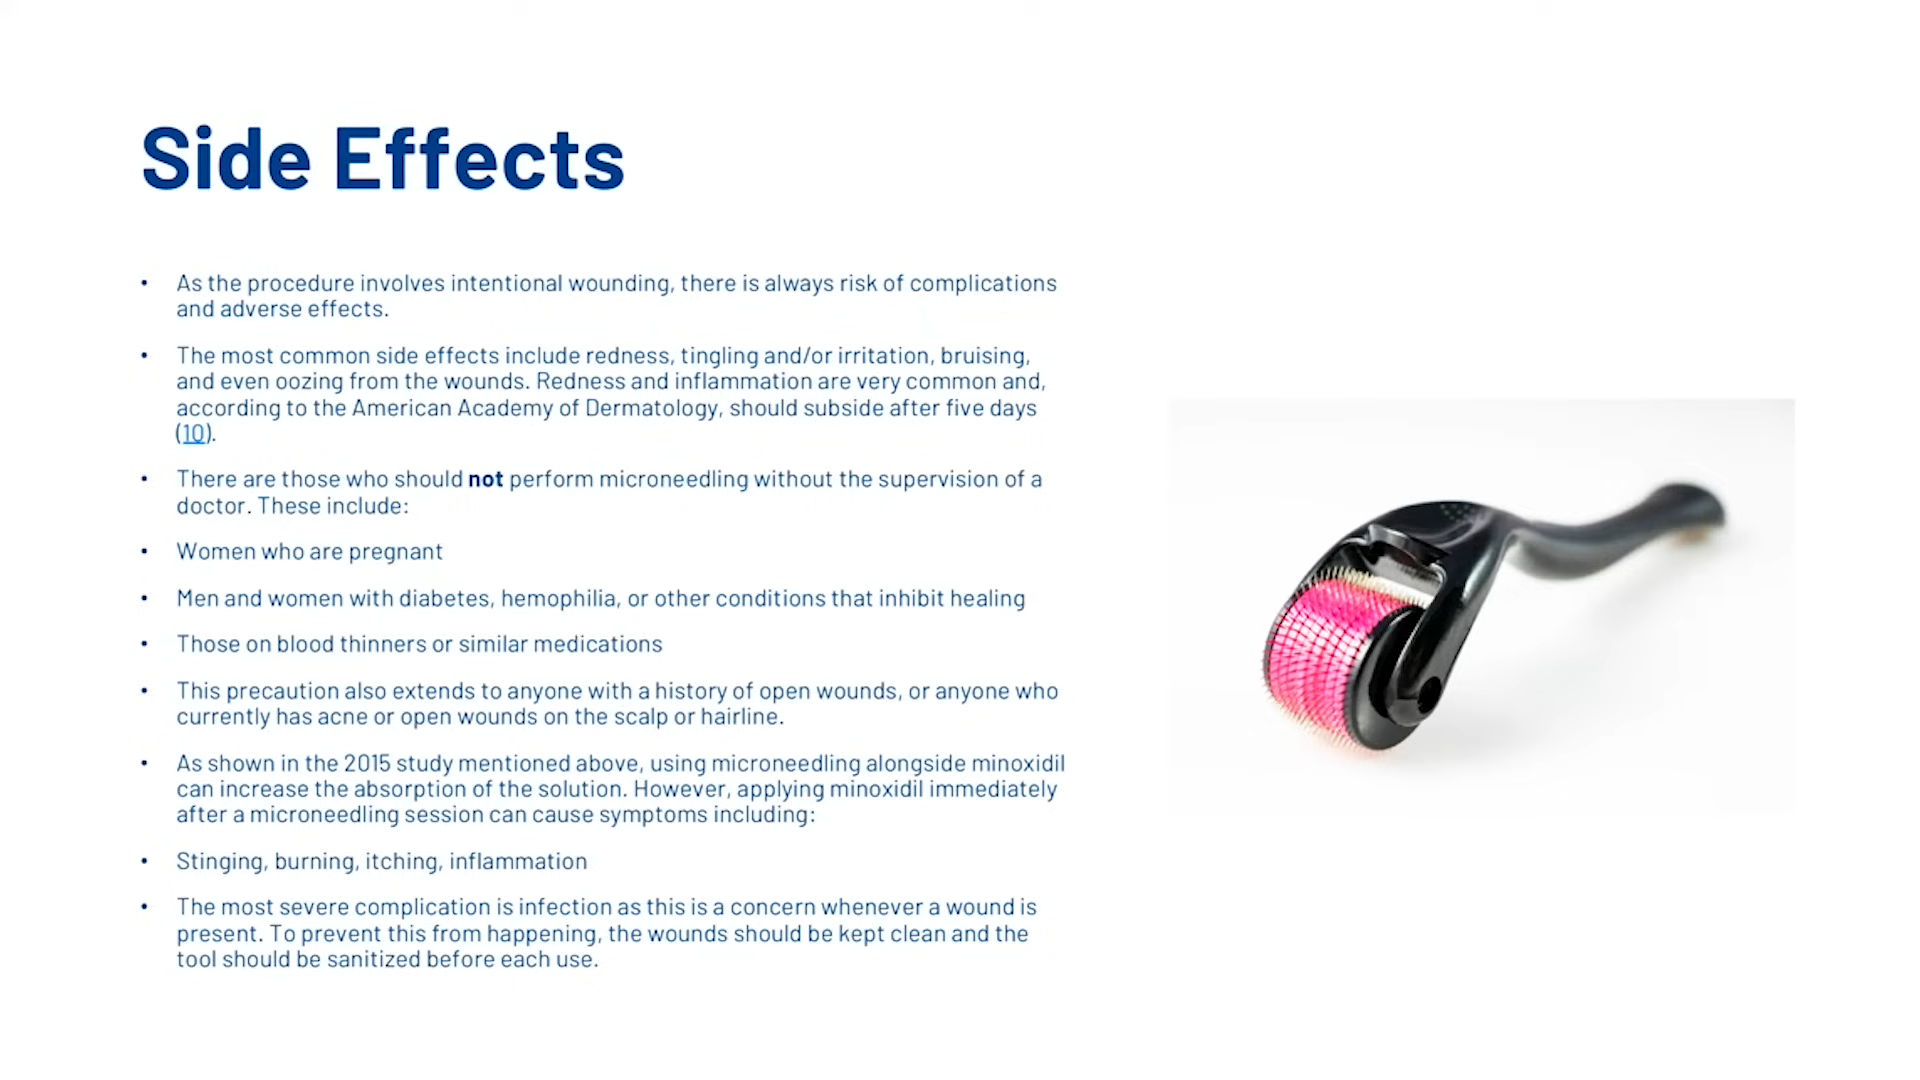 Side Effects
• As the procedure involves intentional wounding, there is always risk of complications
and adverse effects.
• The most common side effects include redness, tingling and/or irritation, bruising,
and even oozing from the wounds. Redness and inflammation are very common and,
according to the American Academy of Dermatology, should subside after five days
(10).
• There are those who should not perform microneedling without the supervision of a
doctor. These include:
• Women who are pregnant
• Men and women with diabetes, hemophilia, or other conditions that inhibit healing
• Those on blood thinners or similar medications
• This precaution also extends to anyone with a history of open wounds, or anyone who
currently has acne or open wounds on the scalp or hairline.
• As shown in the 2015 study mentioned above, using microneedling alongside minoxidil
can increase the absorption of the solution. However, applying minoxidil immediately
after a microneedling session can cause symptoms including:
• Stinging, burning, itching, inflammation
• The most severe complication is infection as this is a concern whenever a wound is
present. To prevent this from happening, the wounds should be kept clean and the
tool should be sanitized before each use.